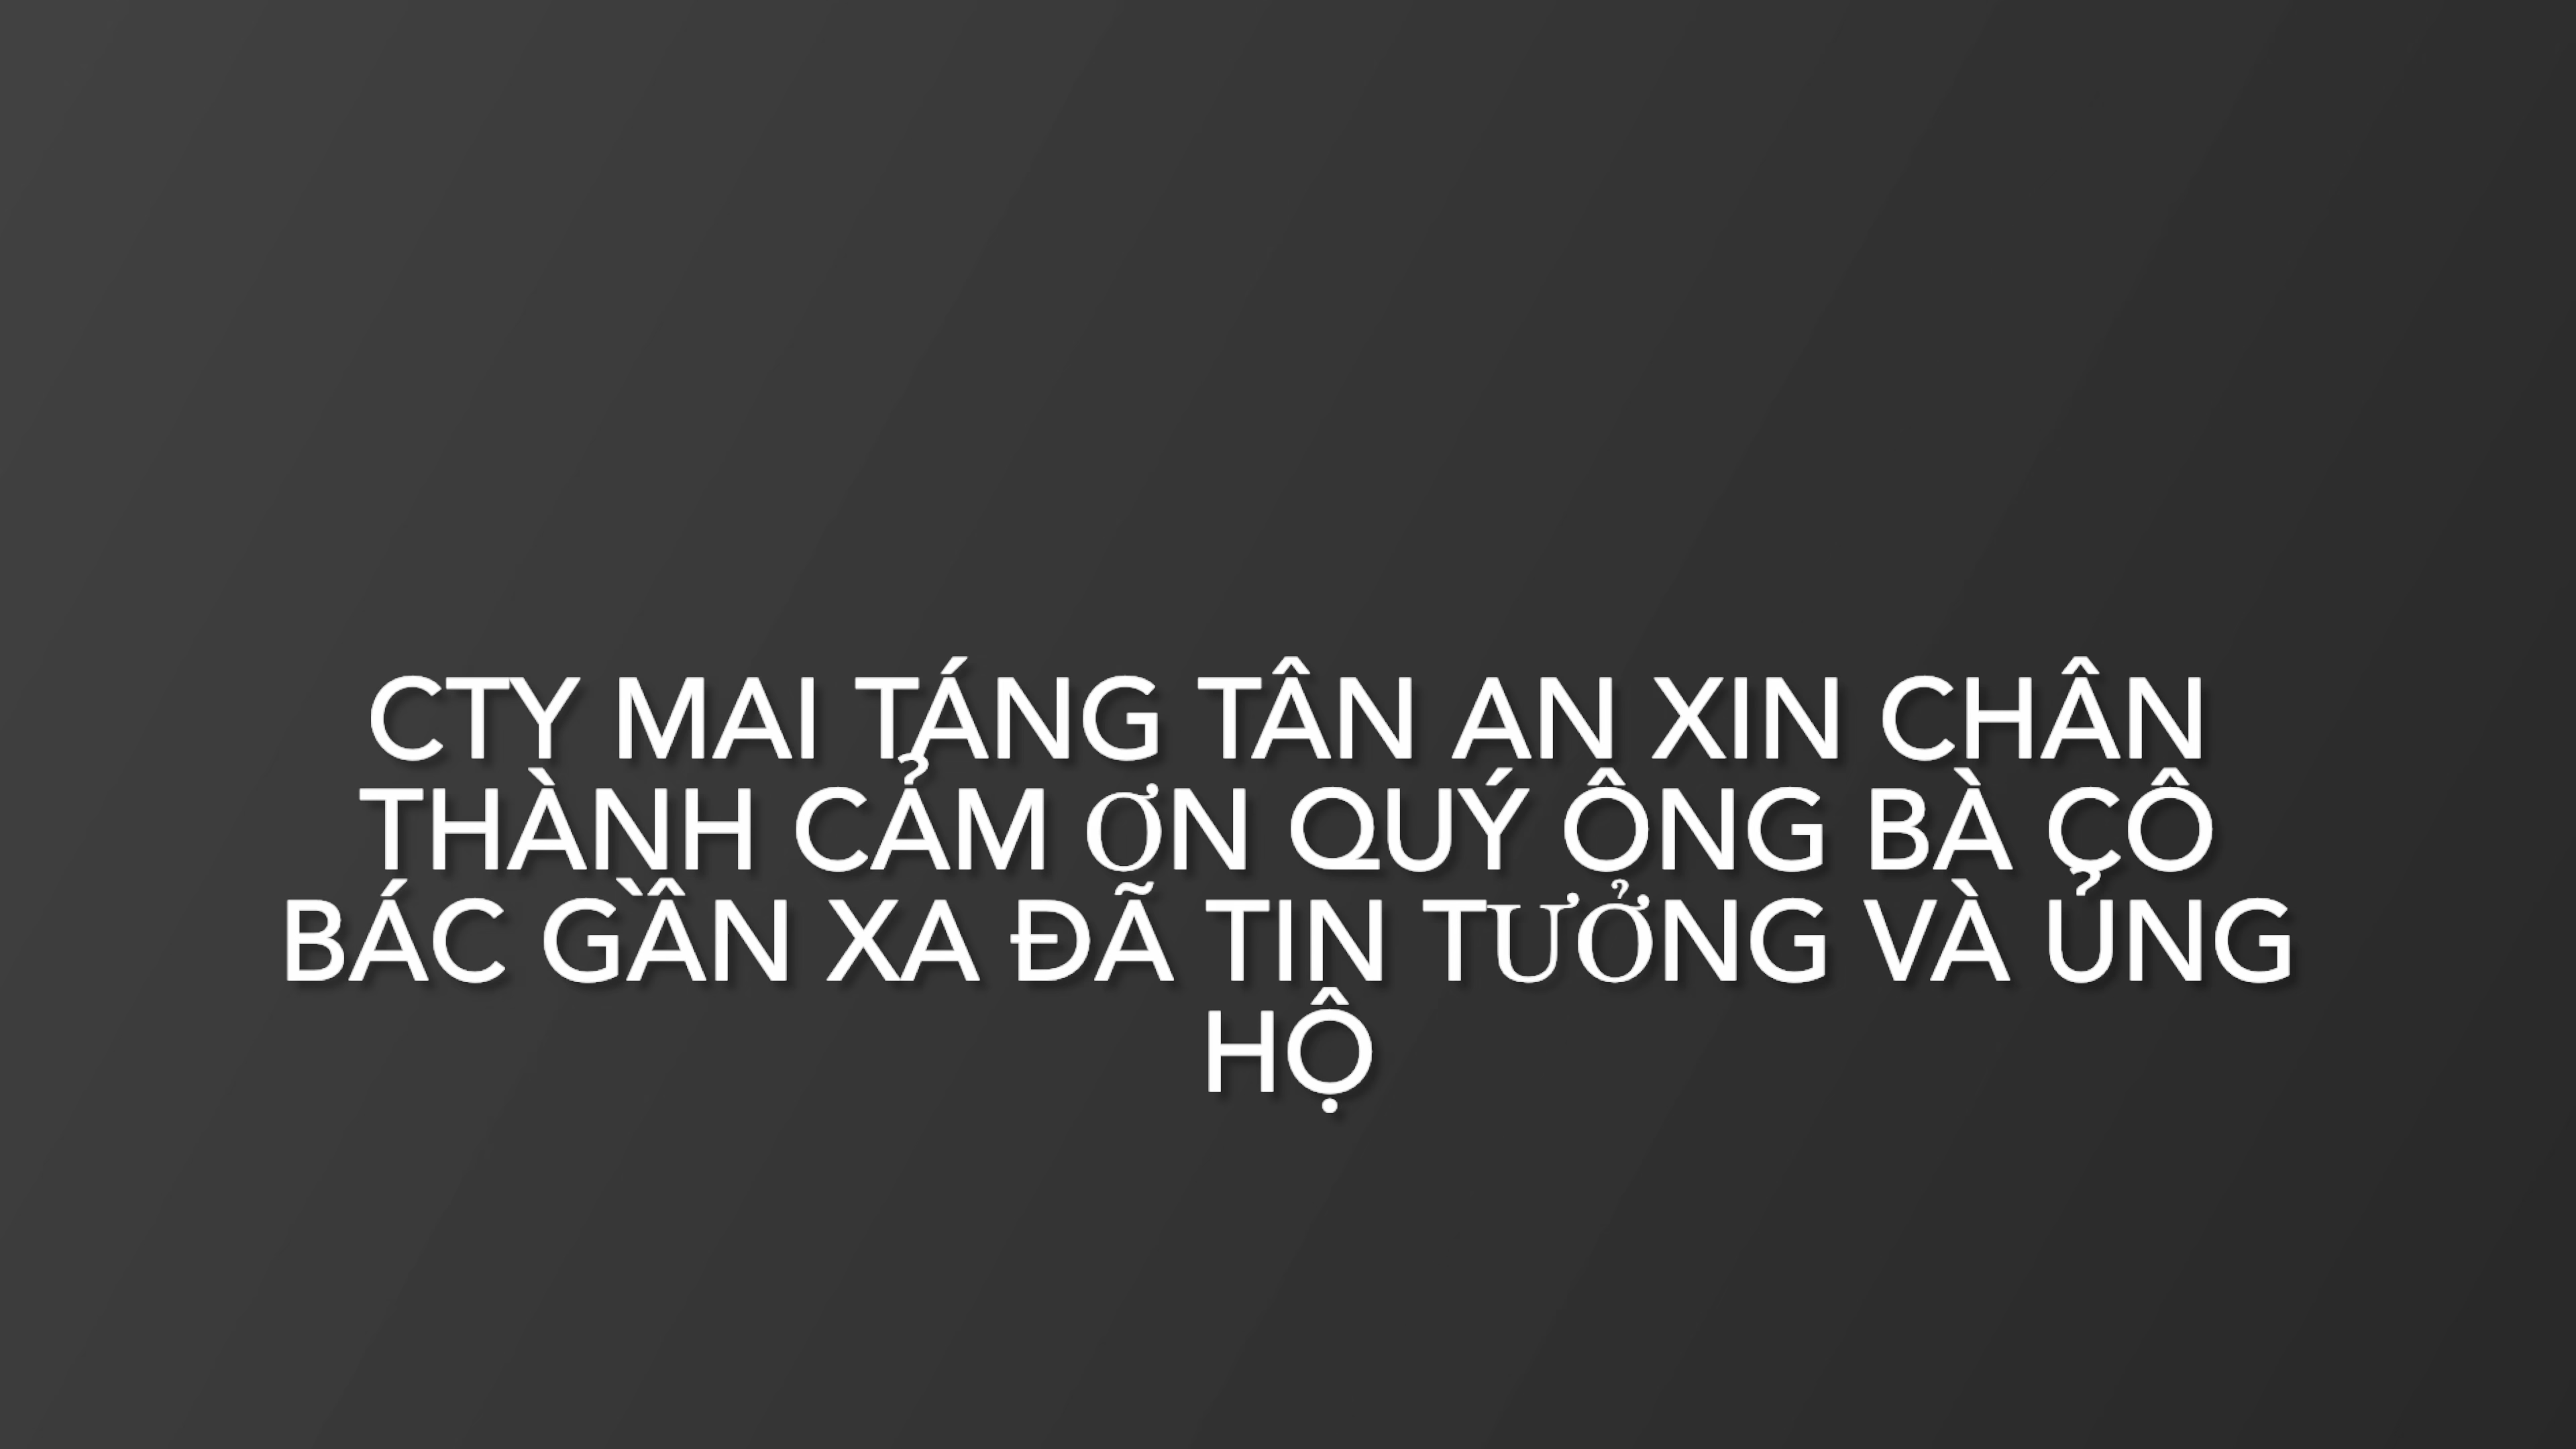 CTY MAI TÁNG TÂN AN XIN CHÂN
THÀNH CẢM ƠN QUÝ ÔNG BÀ CÔ
BÁC GẦN XA ĐÃ TIN TƯỞNG VÀ ỦNG
HỘ